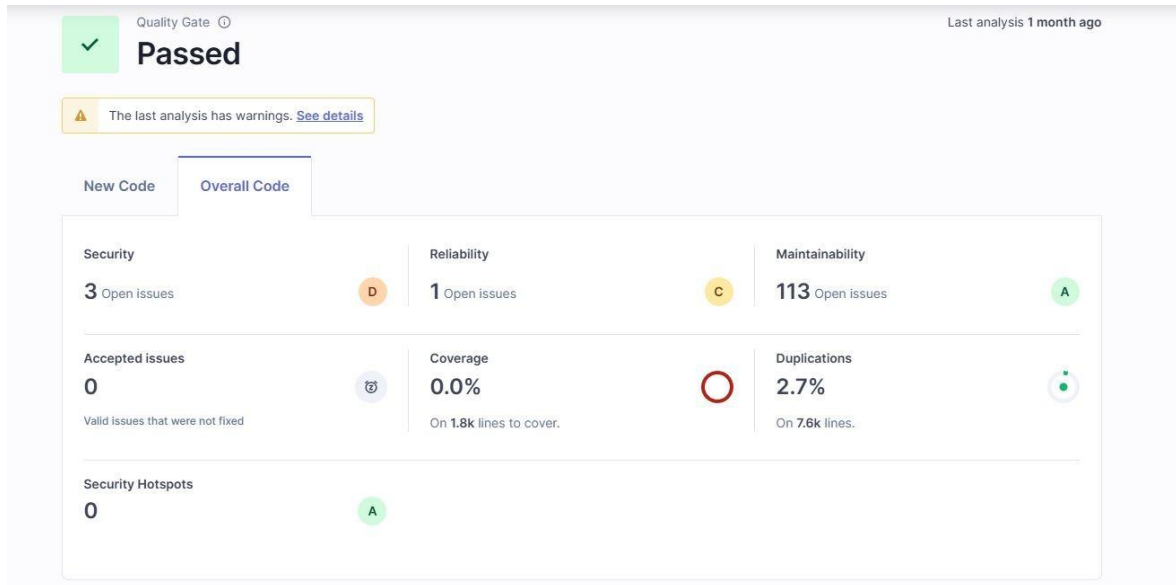 Quality Gate
Last analysis 1 month ago
Passed
The last analysis has warnings. See details
New Code
Overall Code
Security
Reliability
Maintainability
3 Open issues
D
1 Open issues
C
113 Open issues
A
Accepted issues
Coverage
Duplications
0
0.0%
2.7%
Valid issues that were not fixed
On 1.8k lines to cover.
On 7.6k lines.
Security Hotspots
0
A